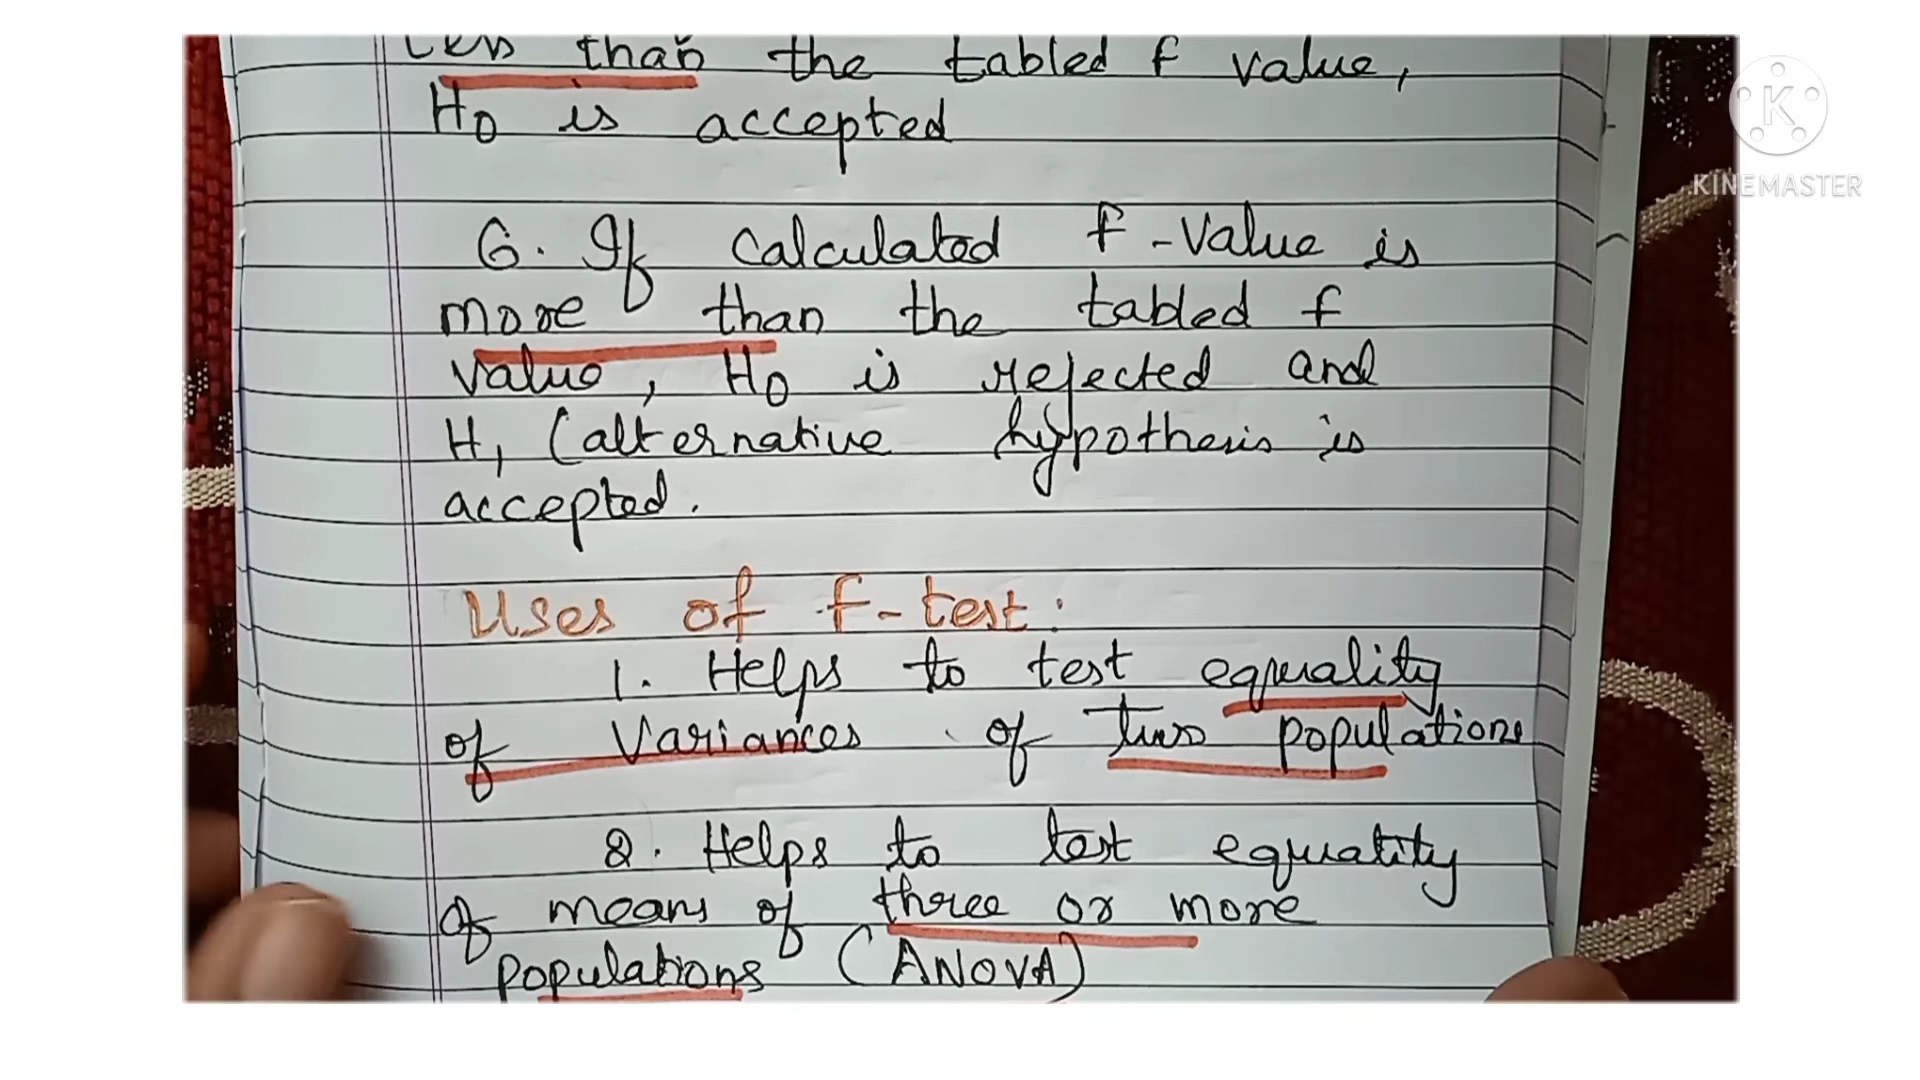 Less than the tabled f value,
H0 is accepted
6. If calculated f-value is
more than the tabled f
value, H0 is rejected and
H1 (alternative hypothesis is
accepted.
Uses of f-test:
1. Helps to test equality
of variances of two populations
2. Helps to test equality
of means of three or more
populations (ANOVA)
K
KINEMASTER